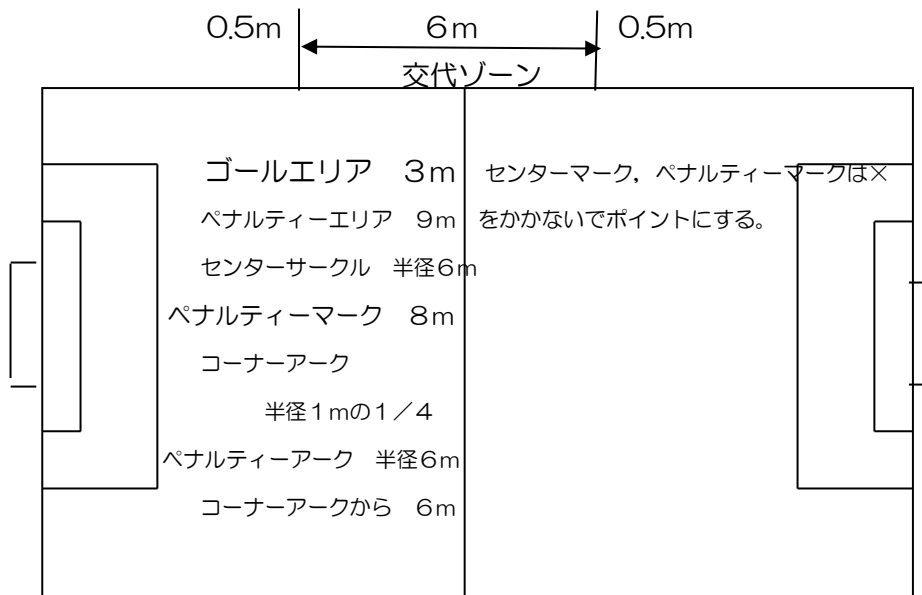 0.5m　6m　0.5m
交代ゾーン
ゴールエリア　3m
センターマーク，ペナルティーマークは×
ペナルティーエリア　9m
をかかないでポイントにする。
センターサークル　半径6m
ペナルティーマーク　8m
コーナーアーク
半径1mの1／4
ペナルティーアーク　半径6m
コーナーアークから　6m